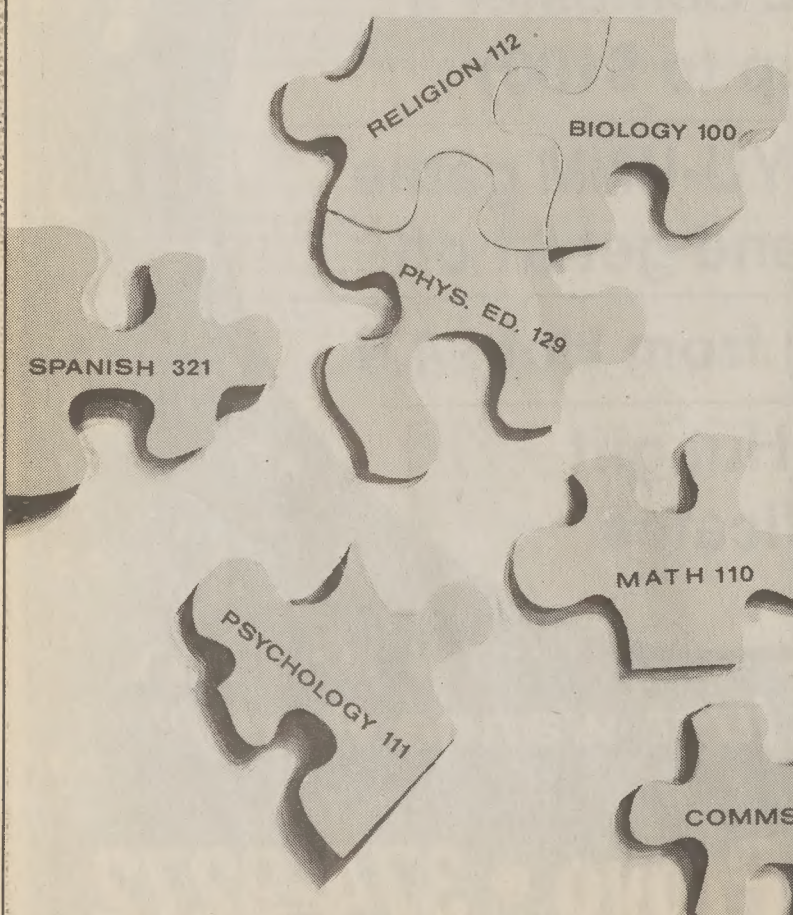 RELIGION 112
BIOLOGY 100
PHYS. ED. 129
SPANISH 321
MATH 110
PSYCHOLOGY 111
COMMS